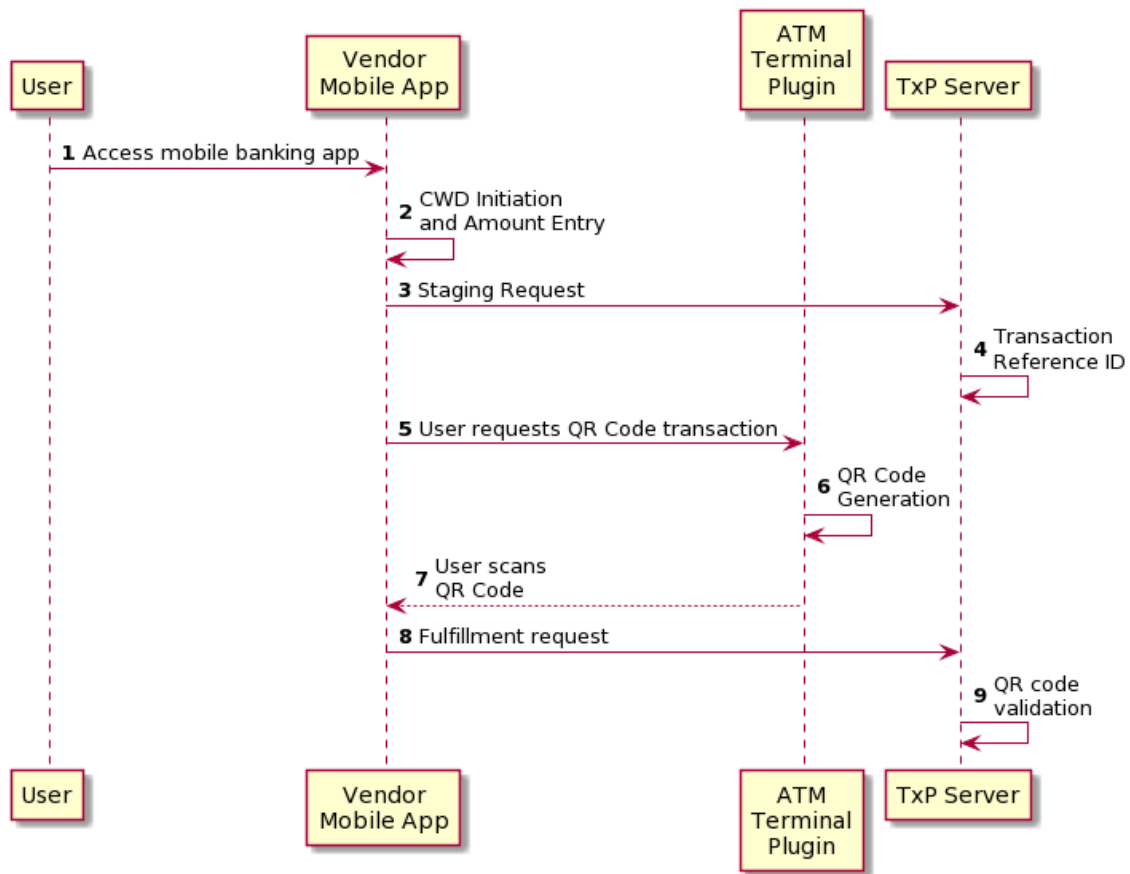 User
Vendor
Mobile App
ATM
Terminal
Plugin
TxP Server
1 Access mobile banking app
2 CWD Initiation
and Amount Entry
3 Staging Request
4 Transaction
Reference ID
5 User requests QR Code transaction
6 QR Code
Generation
7 User scans
QR Code
8 Fulfillment request
9 QR code
validation
User
Vendor
Mobile App
ATM
Terminal
Plugin
TxP Server